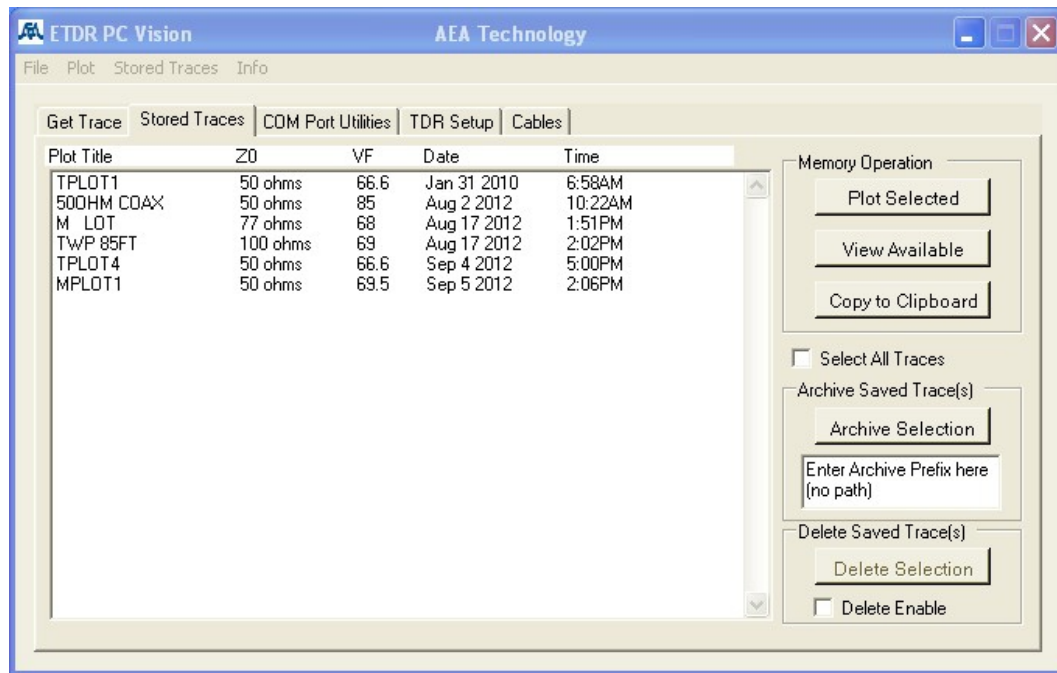 ETDR PC Vision AEA Technology
File Plot Stored Traces Info
Get Trace Stored Traces COM Port Utilities TDR Setup Cables
Plot Title Z0 VF Date Time
TPLOT1 50 ohms 66.6 Jan 31 2010 6:58AM
50OHM COAX 50 ohms 85 Aug 2 2012 10:22AM
M LOT 77 ohms 68 Aug 17 2012 1:51PM
TWP 85FT 100 ohms 69 Aug 17 2012 2:02PM
TPLOT4 50 ohms 66.6 Sep 4 2012 5:00PM
MPLOT1 50 ohms 69.5 Sep 5 2012 2:06PM
Memory Operation
Plot Selected
View Available
Copy to Clipboard
Select All Traces
Archive Saved Trace(s)
Archive Selection
Enter Archive Prefix here
(no path)
Delete Saved Trace(s)
Delete Selection
Delete Enable